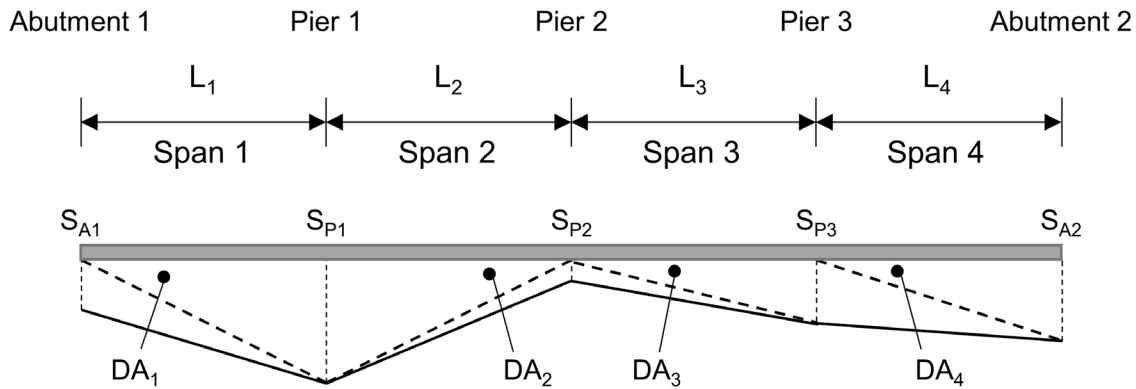 Abutment 1 Pier 1 Pier 2 Pier 3 Abutment 2
L1 L2 L3 L4
Span 1 Span 2 Span 3 Span 4
SA1 SP1 SP2 SP3 SA2
DA1 DA2 DA3 DA4